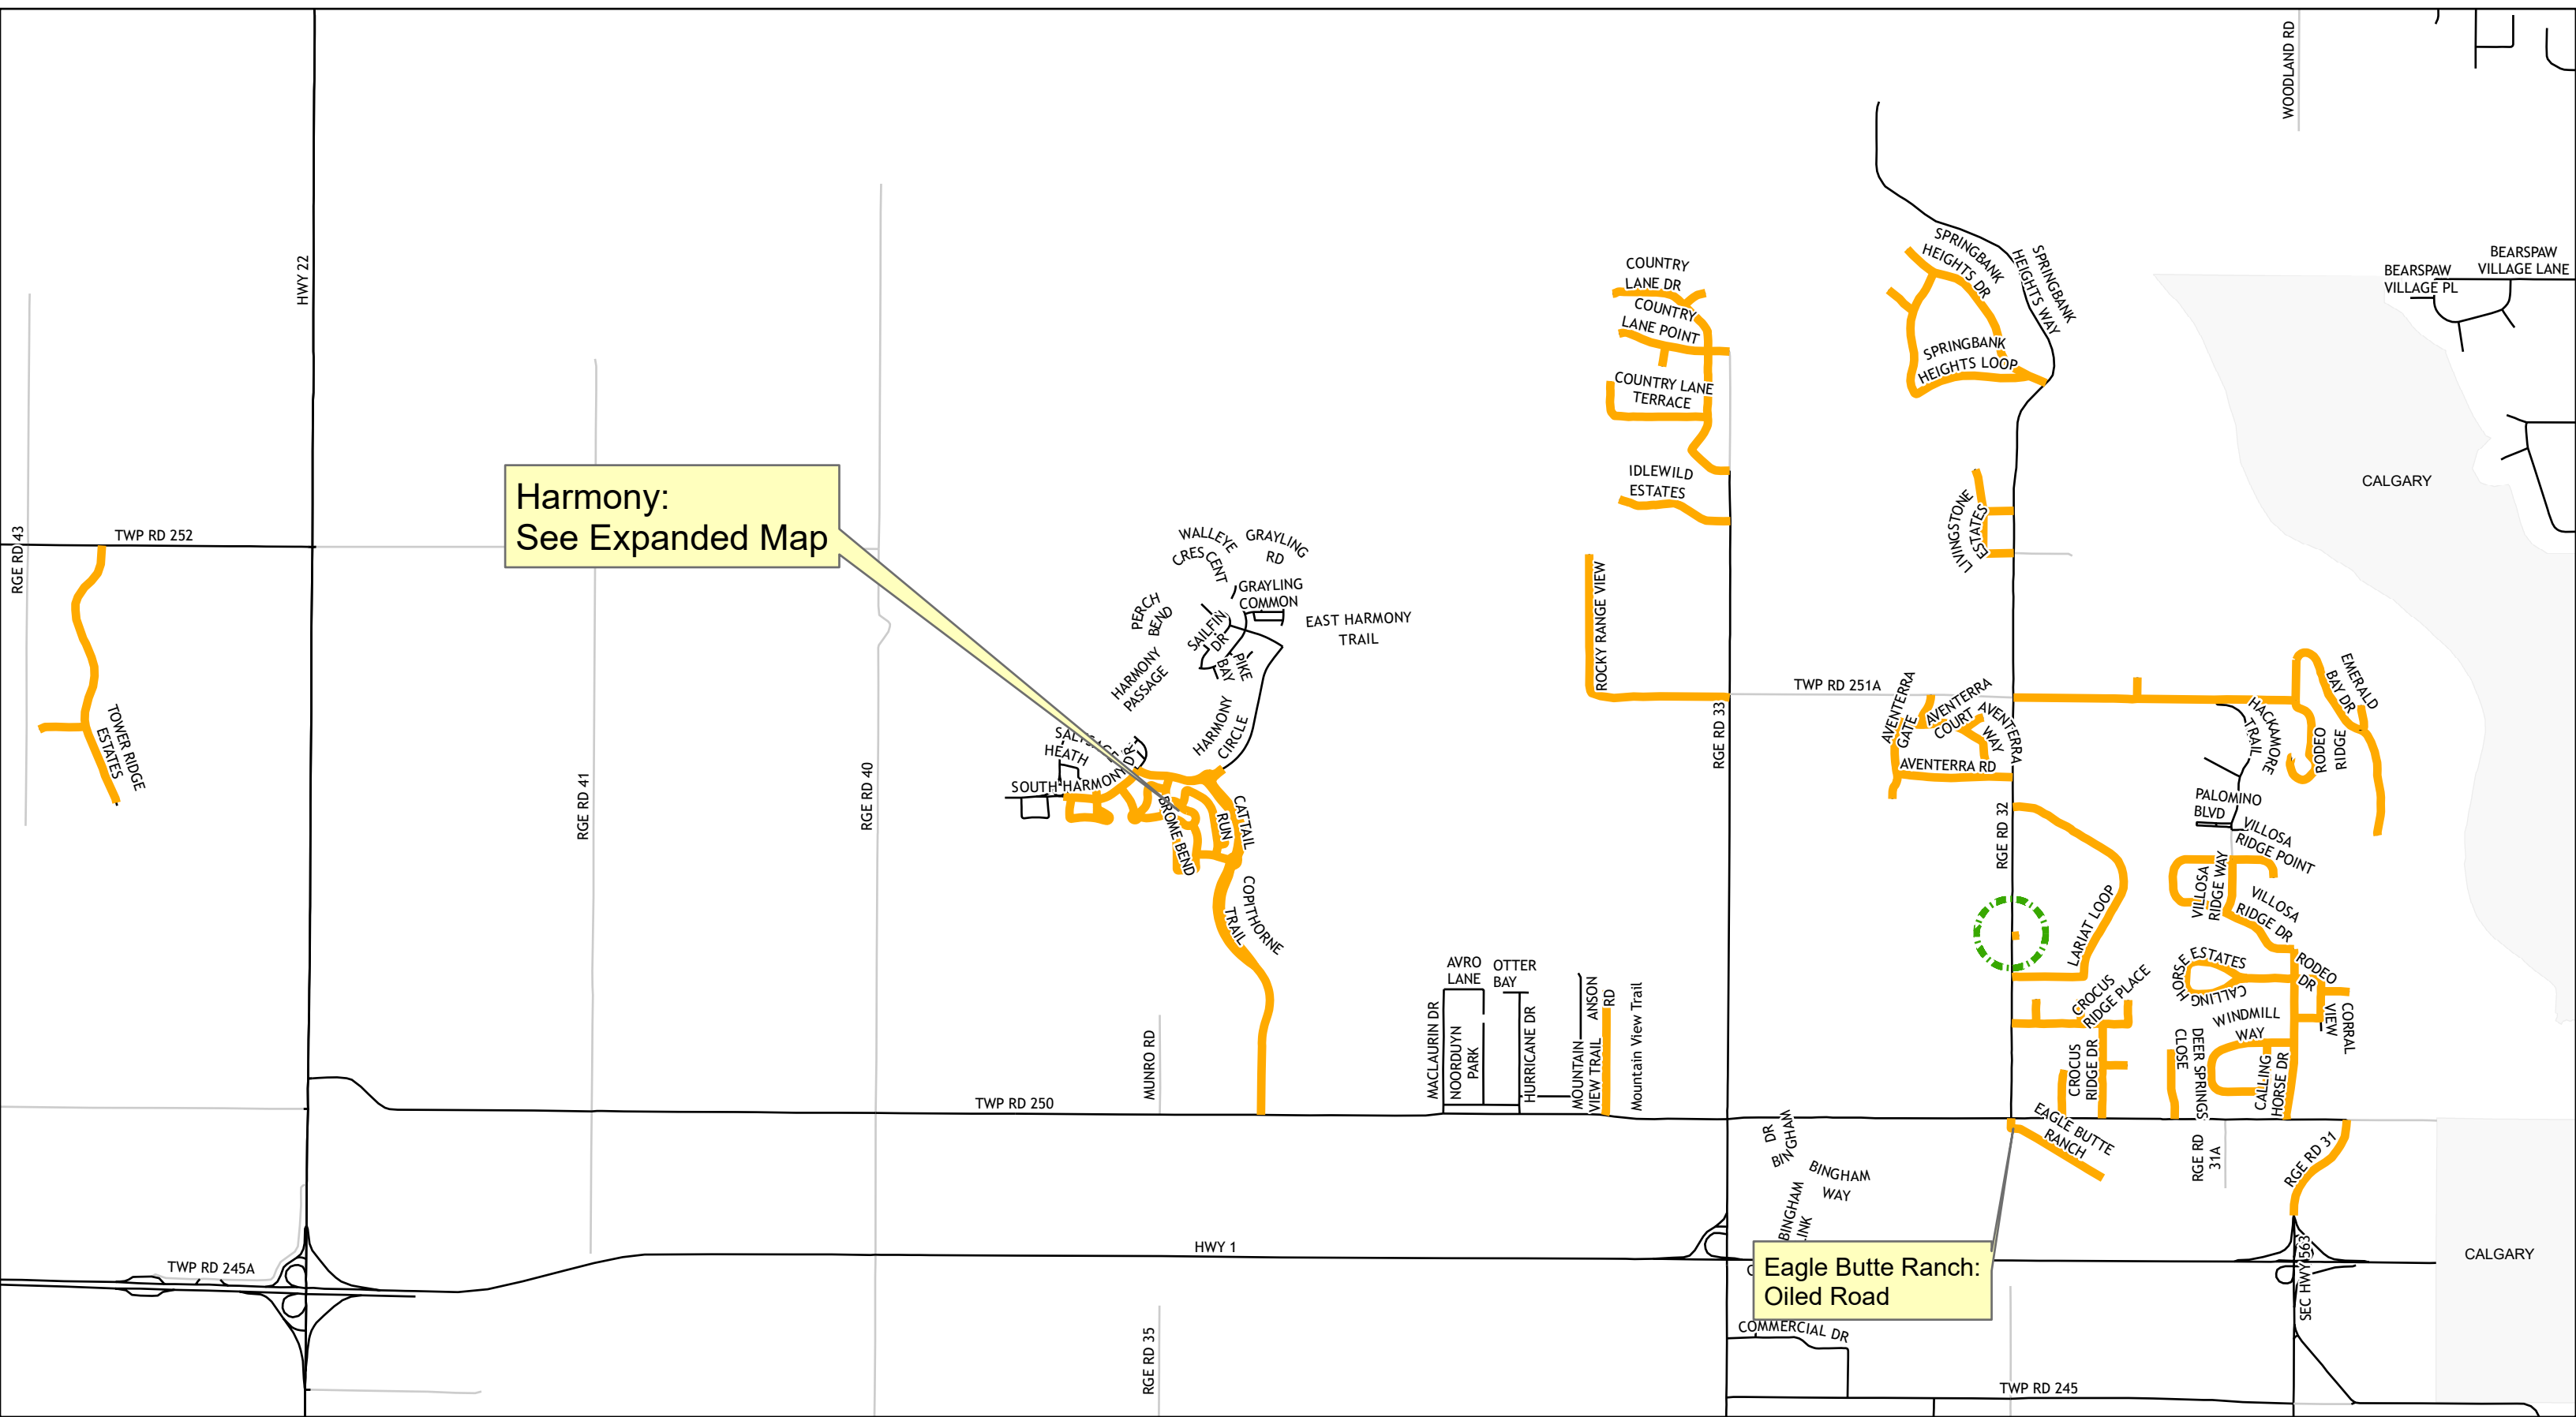 WOODLAND RD
HWY 22
BEARSPAW
VILLAGE LANE
BEARSPAW
VILLAGE PL
SPRINGBANK
HEIGHTS DR
SPRINGBANK
HEIGHTS WAY
COUNTRY
LANE DR
COUNTRY
LANE POINT
SPRINGBANK
HEIGHTS LOOP
COUNTRY LANE
TERRACE
IDLEWILD
ESTATES
CALGARY
Harmony:
See Expanded Map
LIVINGSTONE
ESTATES
RGE RD 43
TWP RD 252
WALLEYE
CRESCENT
GRAYLING
RD
GRAYLING
COMMON
PERCH
BEND
SAILFIN
DR
EAST HARMONY
TRAIL
PIKE
BAY
HARMONY
PASSAGE
HARMONY
CIRCLE
ROCKY RANGE VIEW
TWP RD 251A
RGE RD 33
AVENTERRA
GATE
AVENTERRA
COURT
AVENTERRA
WAY
AVENTERRA RD
EMERALD
BAY DR
HACKAMORE
TRAIL
RODEO
RIDGE
TOWER RIDGE
ESTATES
HEATH
SOUTH HARMONY DR
BROME BEND
CATTAIL
RUN
COPITHORNE
TRAIL
RGE RD 41
RGE RD 40
RGE RD 32
PALOMINO
BLVD
VILLOSA
RIDGE POINT
VILLOSA
RIDGE WAY
VILLOSA
RIDGE DR
LARIAT LOOP
CALLING
HORSE ESTATES
RODEO
DR
CROCUS
RIDGE PLACE
WINDMILL
WAY
CORRAL
VIEW
AVRO
LANE
OTTER
BAY
MACLAURIN DR
NOORDUYN
PARK
HURRICANE DR
ANSON
RD
MOUNTAIN
VIEW TRAIL
Mountain View Trail
CROCUS
RIDGE DR
DEER SPRINGS
CLOSE
CALLING
HORSE DR
MUNRO RD
TWP RD 250
EAGLE BUTTE
RANCH
BINGHAM
DR
BINGHAM
WAY
BINGHAM
RGE RD
31A
RGE RD 31
TWP RD 245A
HWY 1
Eagle Butte Ranch:
Oiled Road
SEC HWY 563
CALGARY
COMMERCIAL DR
RGE RD 35
TWP RD 245